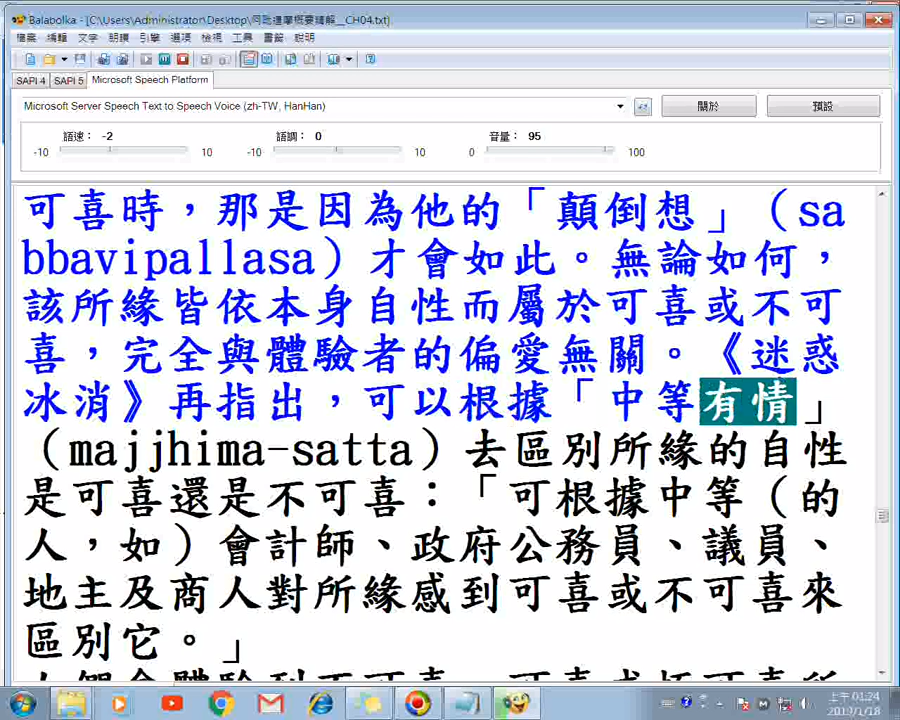 Balabolka - [C:\Users\Administrator\Desktop\阿毗達摩概要精解__CH04.txt]
檔案 編輯 文字 朗讀 引擎 選項 檢視 工具 書籤 說明
SAPI 4 SAPI 5 Microsoft Speech Platform
Microsoft Server Speech Text to Speech Voice (zh-TW, HanHan) 關於 預設
語速： -2 語調： 0 音量： 95
-10 10 -10 10 0 100
可喜時，那是因為他的「顛倒想」（sa
bbavipallasa）才會如此。無論如何，
該所緣皆依本身自性而屬於可喜或不可
喜，完全與體驗者的偏愛無關。《迷惑
冰消》再指出，可以根據「中等有情」
（majjhima-satta）去區別所緣的自性
是可喜還是不可喜：「可根據中等（的
人，如）會計師、政府公務員、議員、
地主及商人對所緣感到可喜或不可喜來
區別它。」
上午 01:24
2019/1/18